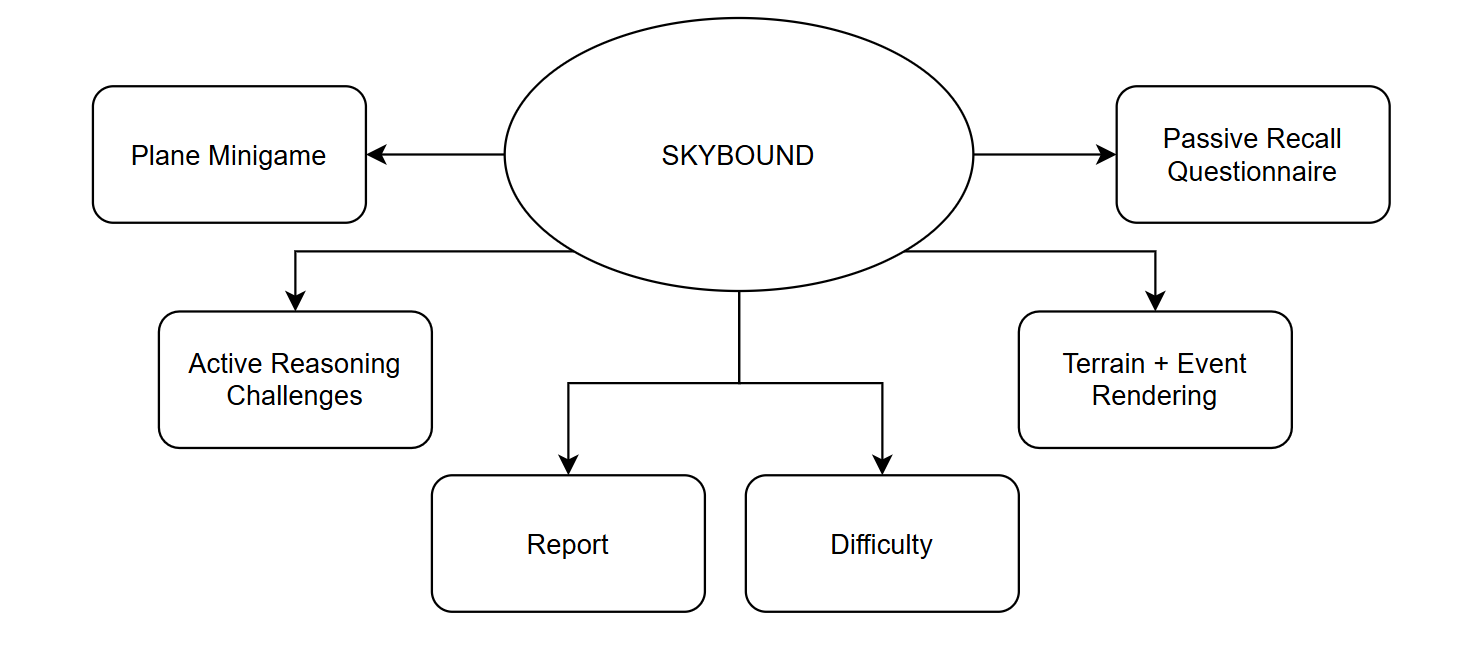 SKYBOUND
Plane Minigame
Passive Recall
Questionnaire
Active Reasoning
Challenges
Terrain + Event
Rendering
Report
Difficulty